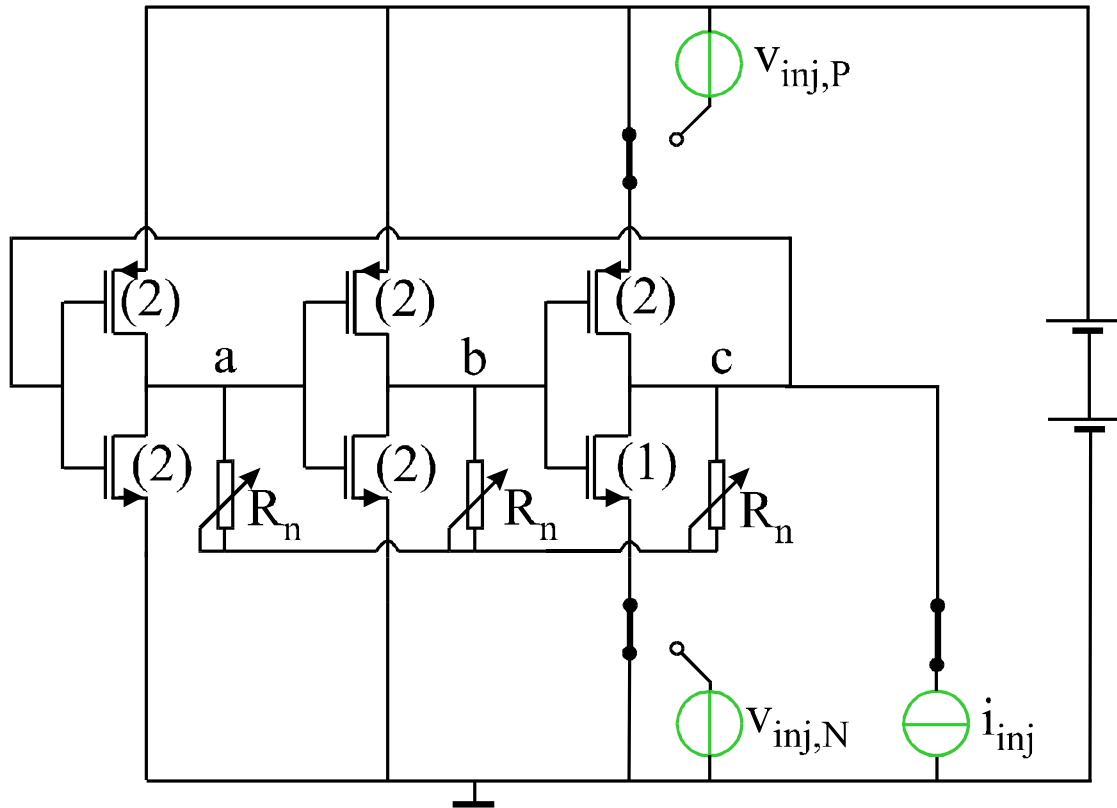 v_inj,P
(2) (2) (2)
a b c
(2) (2) (1)
R_n R_n R_n
v_inj,N i_inj